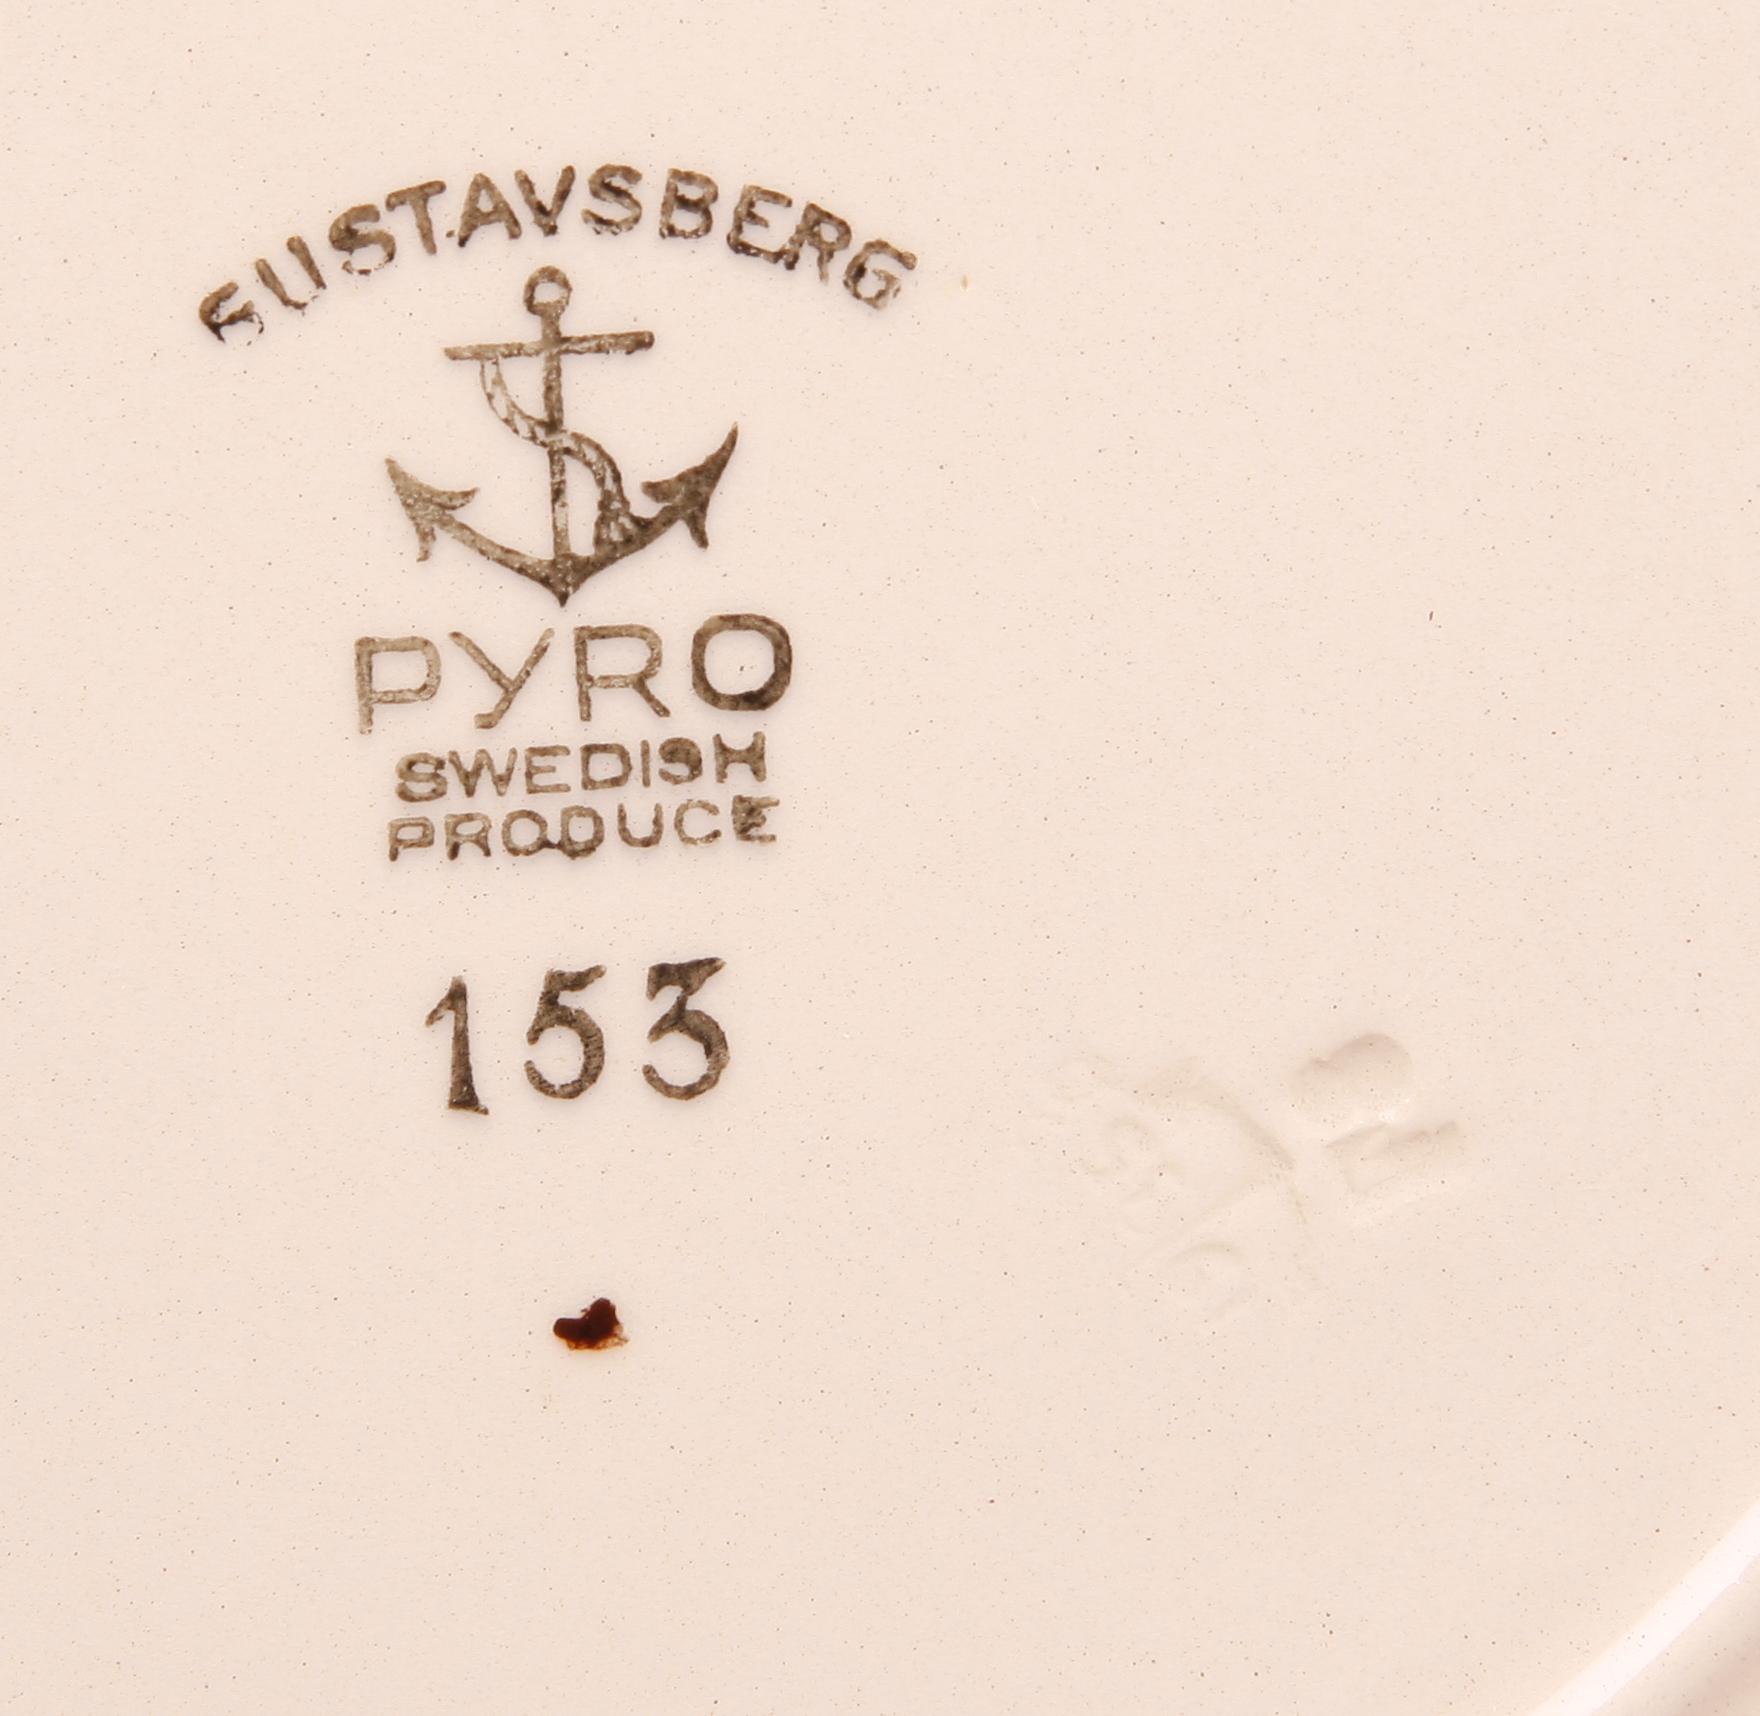 GUSTAVSBERG
PYRO
SWEDISH
PRODUCE
153